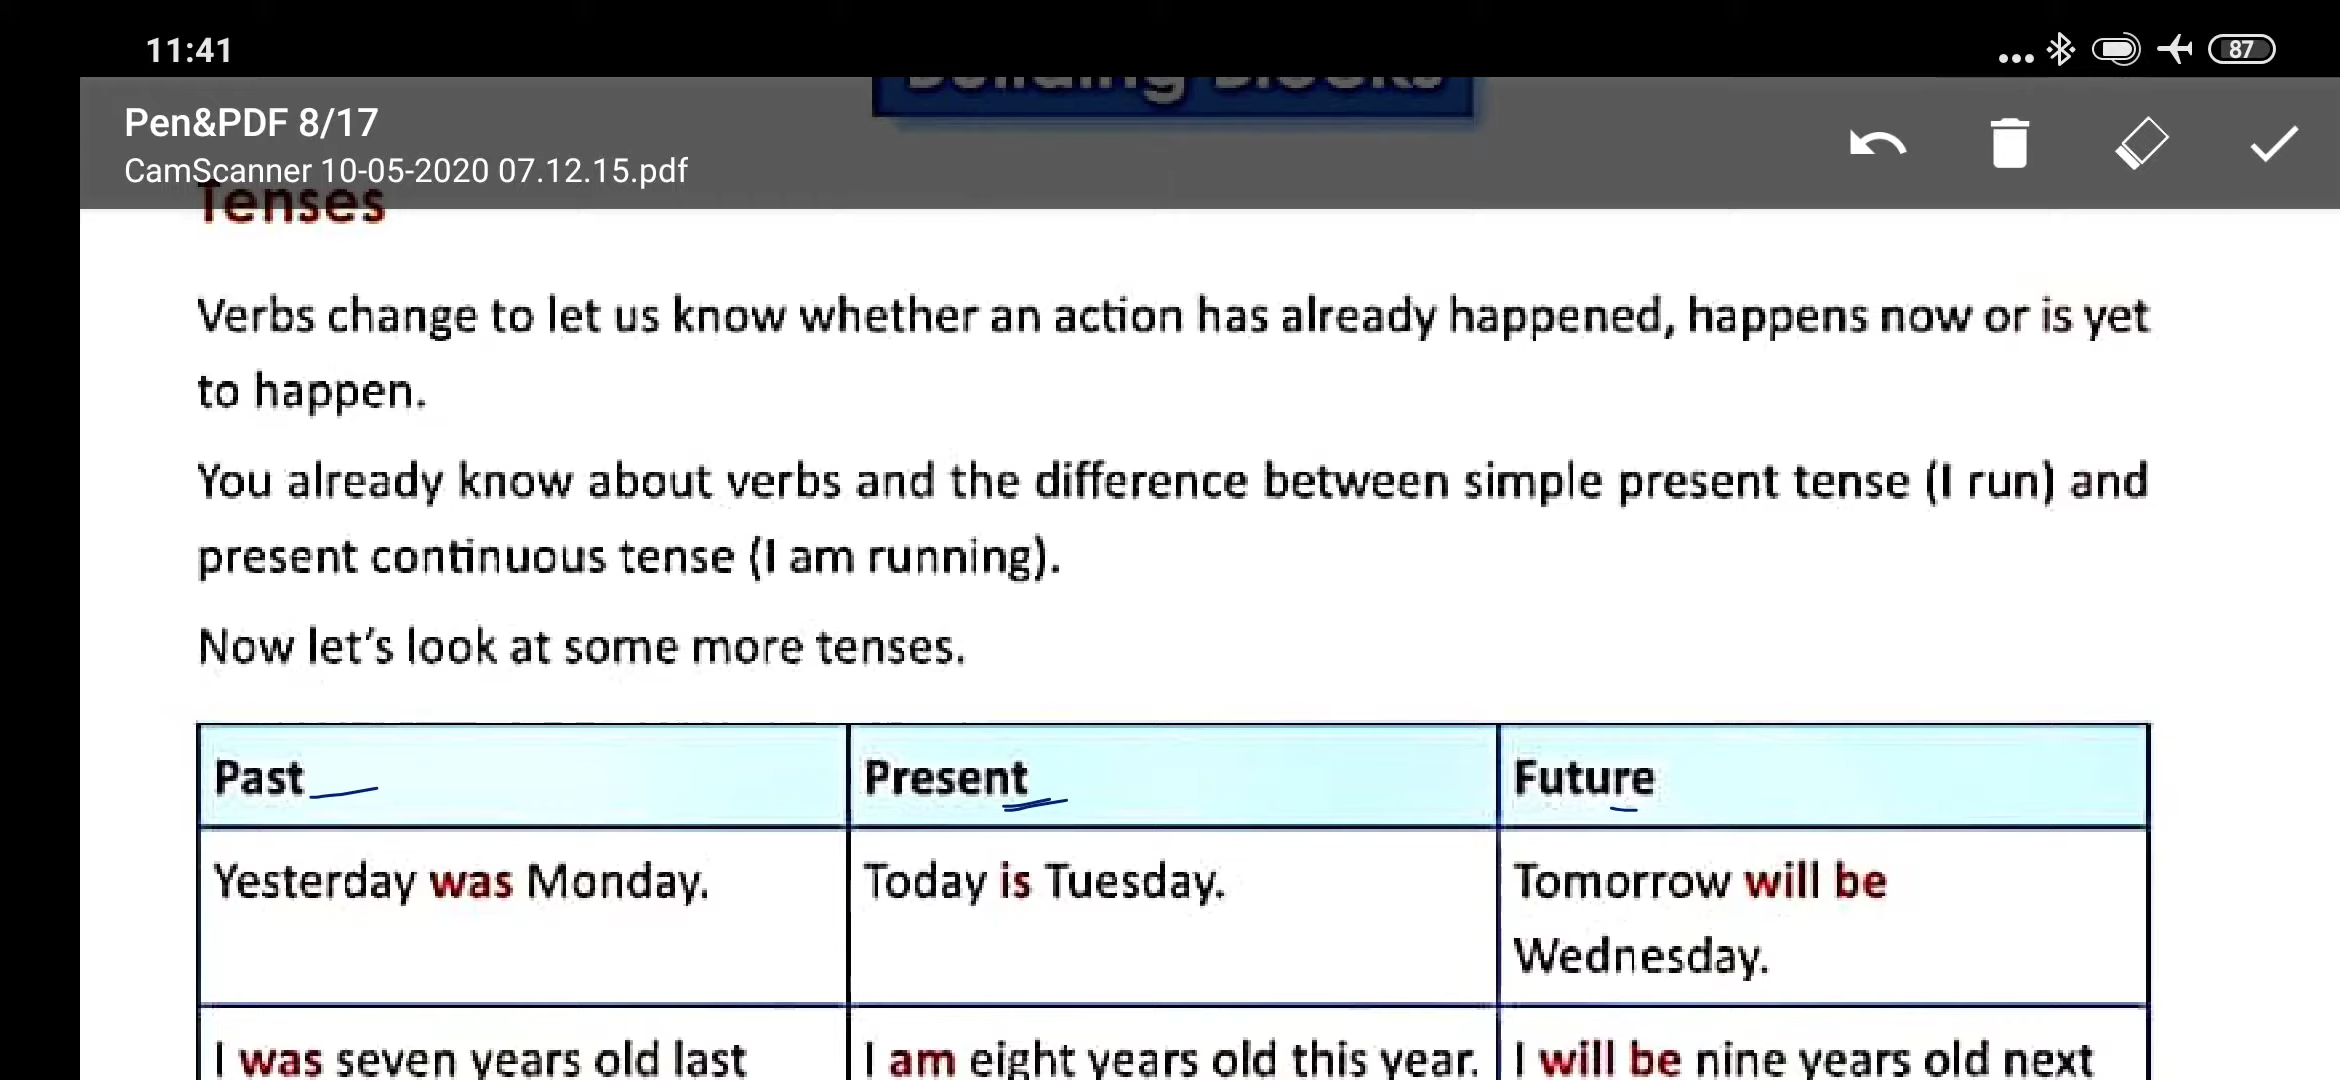 11:41
87
Building Blocks
Pen&PDF 8/17
CamScanner 10-05-2020 07.12.15.pdf
Tenses
Verbs change to let us know whether an action has already happened, happens now or is yet
to happen.
You already know about verbs and the difference between simple present tense (I run) and
present continuous tense (I am running).
Now let's look at some more tenses.
Past
Present
Future
Yesterday was Monday.
Today is Tuesday.
Tomorrow will be
Wednesday.
I was seven years old last
I am eight years old this year.
I will be nine years old next